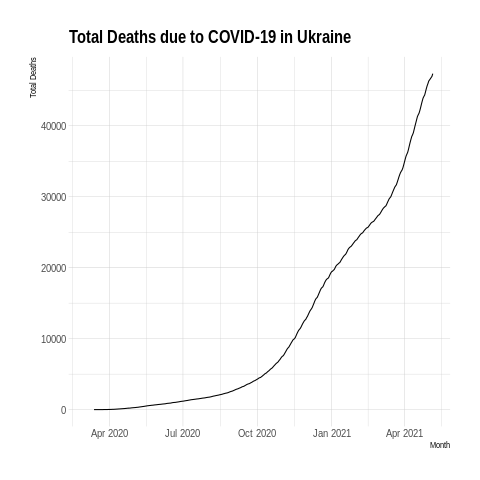 Total Deaths due to COVID-19 in Ukraine
Total Deaths
40000
30000
20000
10000
0
Apr 2020 Jul 2020 Oct 2020 Jan 2021 Apr 2021
Month